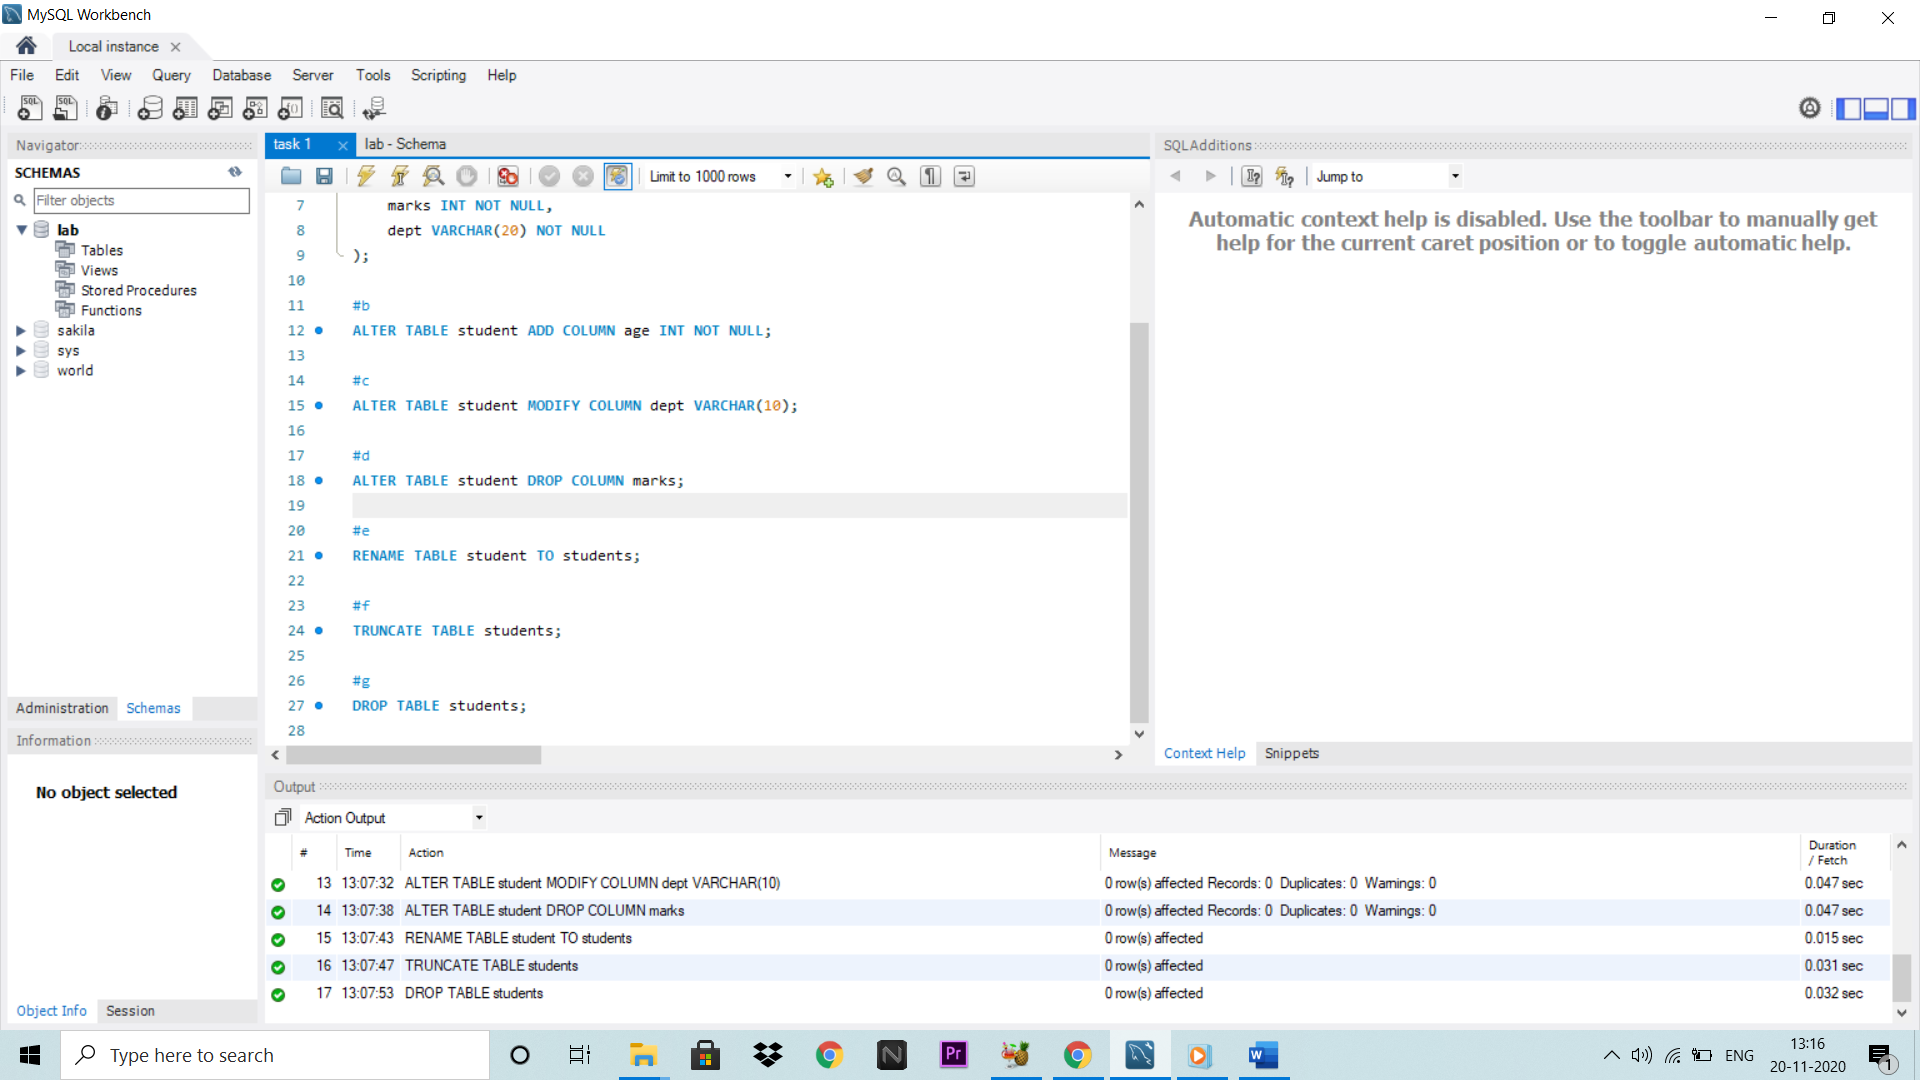 MySQL Workbench
Local instance
File Edit View Query Database Server Tools Scripting Help
Navigator
SCHEMAS
Filter objects
lab
Tables
Views
Stored Procedures
Functions
sakila
sys
world
Administration Schemas
Information
No object selected
Object Info Session
task 1 lab - Schema
Limit to 1000 rows
7 marks INT NOT NULL,
8 dept VARCHAR(20) NOT NULL
9 );
10
11 #b
12 ALTER TABLE student ADD COLUMN age INT NOT NULL;
13
14 #c
15 ALTER TABLE student MODIFY COLUMN dept VARCHAR(10);
16
17 #d
18 ALTER TABLE student DROP COLUMN marks;
19
20 #e
21 RENAME TABLE student TO students;
22
23 #f
24 TRUNCATE TABLE students;
25
26 #g
27 DROP TABLE students;
28
SQLAdditions
Jump to
Automatic context help is disabled. Use the toolbar to manually get
help for the current caret position or to toggle automatic help.
Context Help Snippets
Output
Action Output
# Time Action Message Duration / Fetch
13 13:07:32 ALTER TABLE student MODIFY COLUMN dept VARCHAR(10) 0 row(s) affected Records: 0 Duplicates: 0 Warnings: 0 0.047 sec
14 13:07:38 ALTER TABLE student DROP COLUMN marks 0 row(s) affected Records: 0 Duplicates: 0 Warnings: 0 0.047 sec
15 13:07:43 RENAME TABLE student TO students 0 row(s) affected 0.015 sec
16 13:07:47 TRUNCATE TABLE students 0 row(s) affected 0.031 sec
17 13:07:53 DROP TABLE students 0 row(s) affected 0.032 sec
Type here to search
N
Pr
W
ENG
13:16
20-11-2020
1